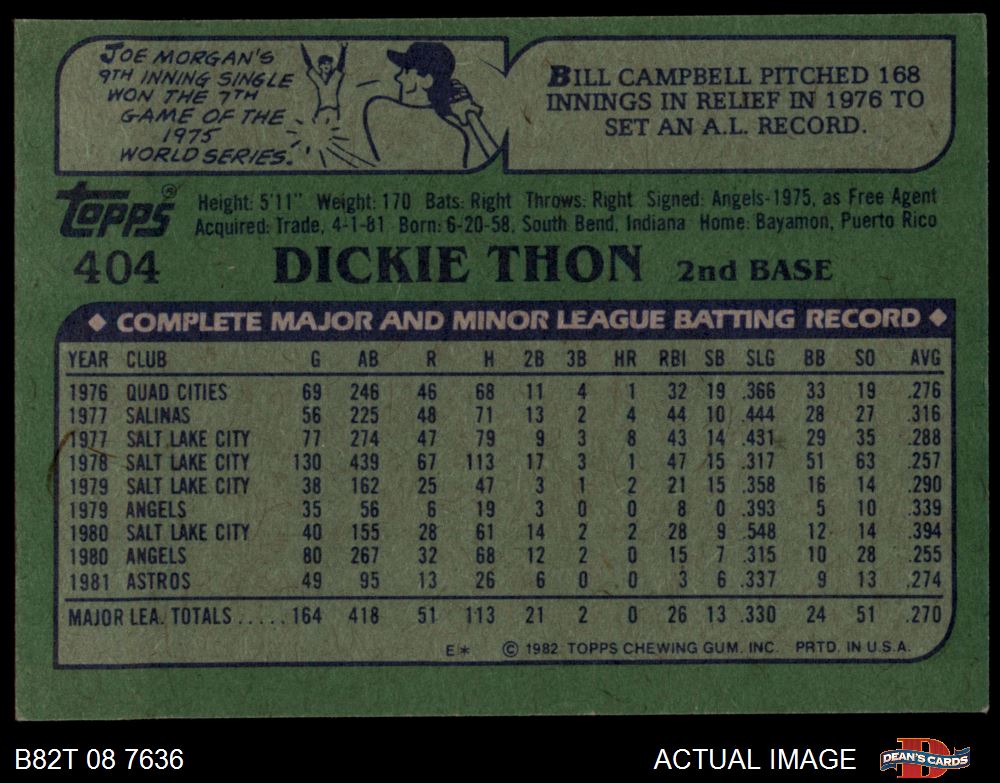 JOE MORGAN'S
9TH INNING SINGLE
WON THE 7TH
GAME OF THE
1975
WORLD SERIES.
BILL CAMPBELL PITCHED 168
INNINGS IN RELIEF IN 1976 TO
SET AN A.L. RECORD.
Topps® Height: 5'11" Weight: 170 Bats: Right Throws: Right Signed: Angels-1975, as Free Agent
Acquired: Trade, 4-1-81 Born: 6-20-58, South Bend, Indiana Home: Bayamon, Puerto Rico
404 DICKIE THON 2nd BASE
◆ COMPLETE MAJOR AND MINOR LEAGUE BATTING RECORD ◆
YEAR CLUB G AB R H 2B 3B HR RBI SB SLG BB SO AVG
1976 QUAD CITIES 69 246 46 68 11 4 1 32 19 .366 33 19 .276
1977 SALINAS 56 225 48 71 13 2 4 44 10 .444 28 27 .316
1977 SALT LAKE CITY 77 274 47 79 9 3 8 43 14 .431 29 35 .288
1978 SALT LAKE CITY 130 439 67 113 17 3 1 47 15 .317 51 63 .257
1979 SALT LAKE CITY 38 162 25 47 3 1 2 21 15 .358 16 14 .290
1979 ANGELS 35 56 6 19 3 0 0 8 0 .393 5 10 .339
1980 SALT LAKE CITY 40 155 28 61 14 2 2 28 9 .548 12 14 .394
1980 ANGELS 80 267 32 68 12 2 0 15 7 .315 10 28 .255
1981 ASTROS 49 95 13 26 6 0 0 3 6 .337 9 13 .274
MAJOR LEA. TOTALS.....164 418 51 113 21 2 0 26 13 .330 24 51 .270
E* © 1982 TOPPS CHEWING GUM, INC. PRTD. IN U.S.A.
B82T 08 7636 ACTUAL IMAGE DEAN'S CARDS